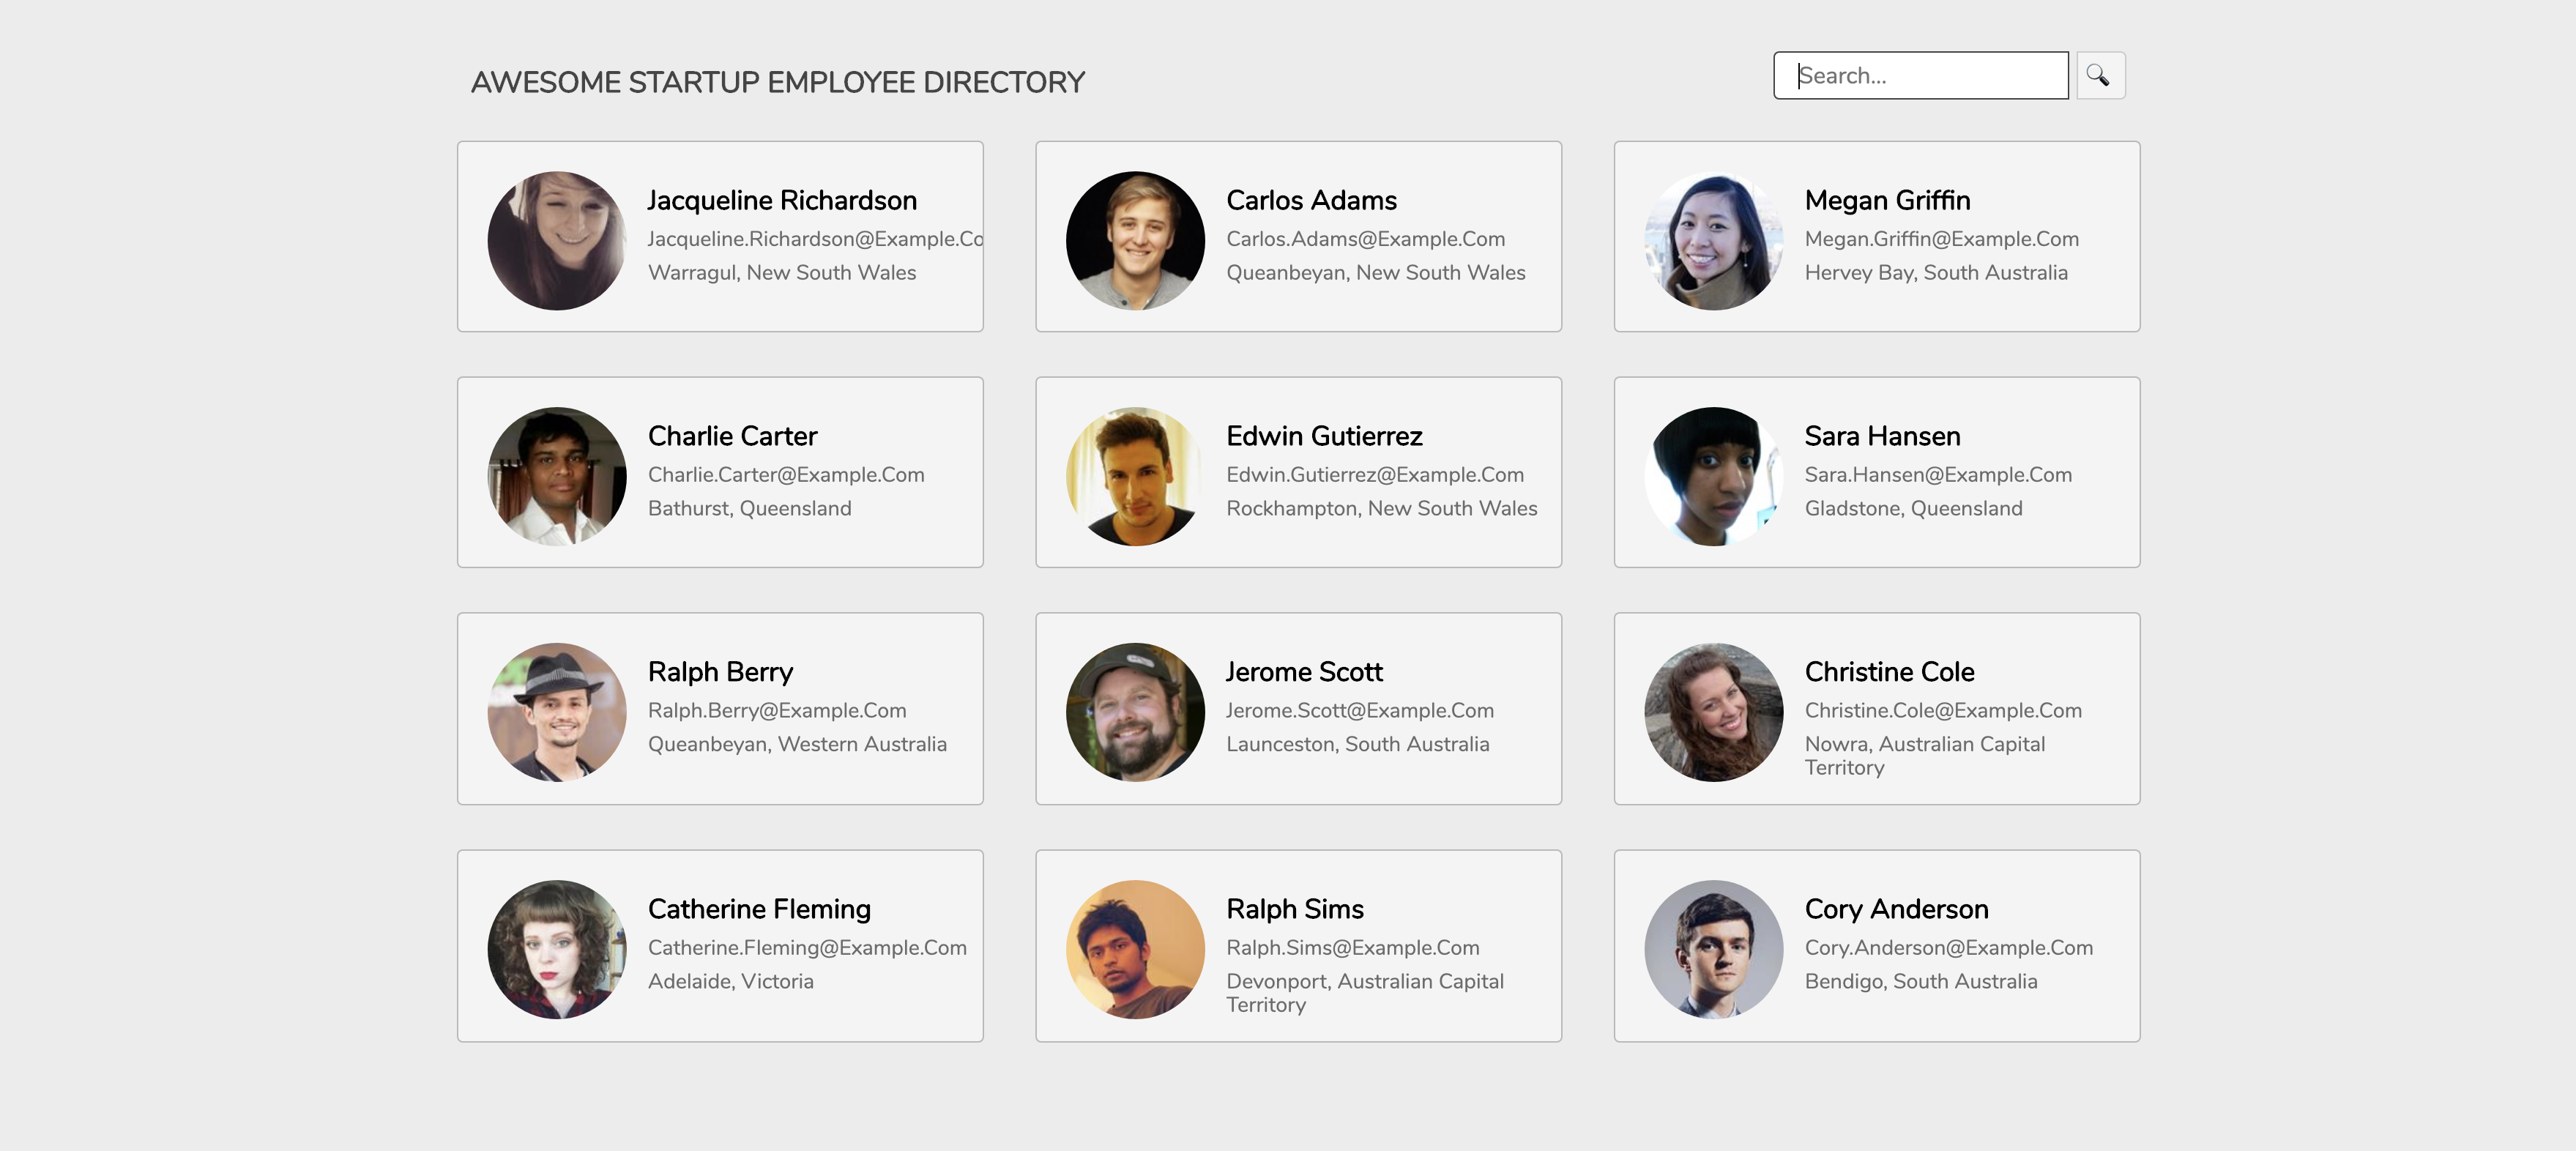 AWESOME STARTUP EMPLOYEE DIRECTORY
Search...
Jacqueline Richardson
Jacqueline.Richardson@Example.Co
Warragul, New South Wales
Carlos Adams
Carlos.Adams@Example.Com
Queanbeyan, New South Wales
Megan Griffin
Megan.Griffin@Example.Com
Hervey Bay, South Australia
Charlie Carter
Charlie.Carter@Example.Com
Bathurst, Queensland
Edwin Gutierrez
Edwin.Gutierrez@Example.Com
Rockhampton, New South Wales
Sara Hansen
Sara.Hansen@Example.Com
Gladstone, Queensland
Ralph Berry
Ralph.Berry@Example.Com
Queanbeyan, Western Australia
Jerome Scott
Jerome.Scott@Example.Com
Launceston, South Australia
Christine Cole
Christine.Cole@Example.Com
Nowra, Australian Capital
Territory
Catherine Fleming
Catherine.Fleming@Example.Com
Adelaide, Victoria
Ralph Sims
Ralph.Sims@Example.Com
Devonport, Australian Capital
Territory
Cory Anderson
Cory.Anderson@Example.Com
Bendigo, South Australia